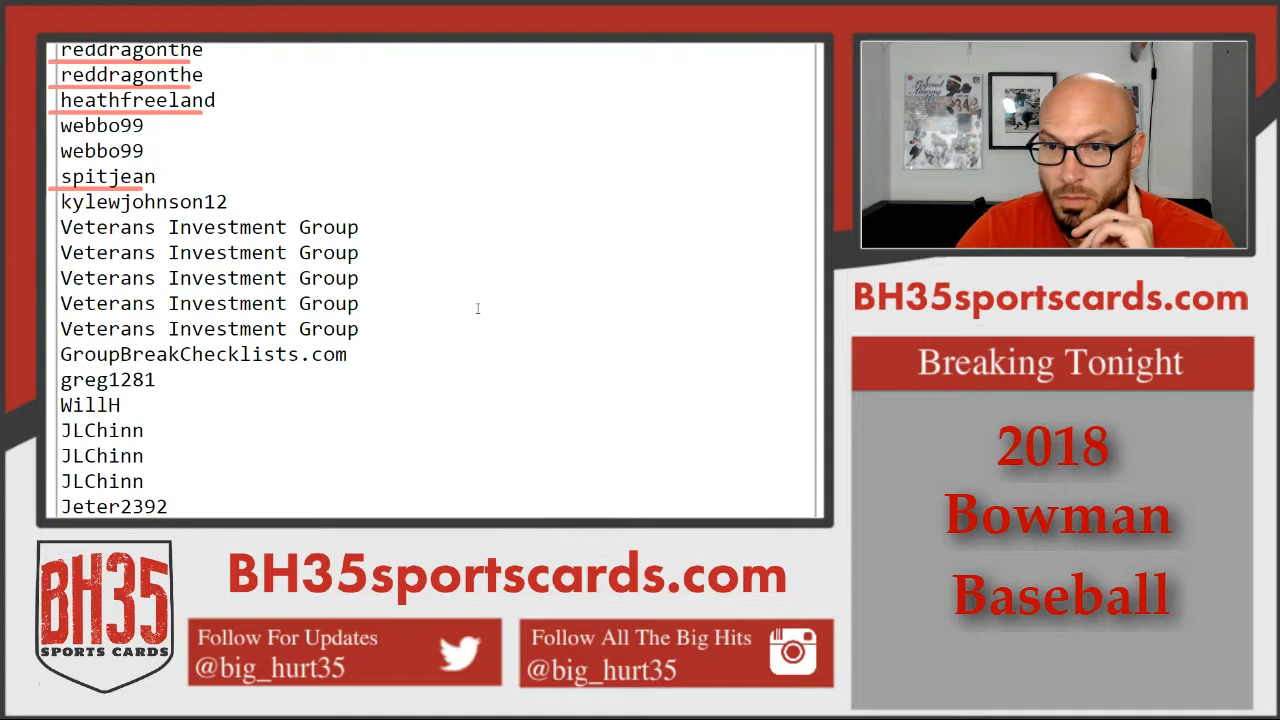 reddragonthe
reddragonthe
heathfreeland
webbo99
webbo99
spitjean
kylewjohnson12
Veterans Investment Group
Veterans Investment Group
Veterans Investment Group
Veterans Investment Group
Veterans Investment Group
GroupBreakChecklists.com
greg1281
WillH
JLChinn
JLChinn
JLChinn
Jeter2392
34
BH35sportscards.com
Breaking Tonight
2018
Bowman
Baseball
BH35
SPORTS CARDS
BH35sportscards.com
Follow For Updates
@big_hurt35
Follow All The Big Hits
@big_hurt35